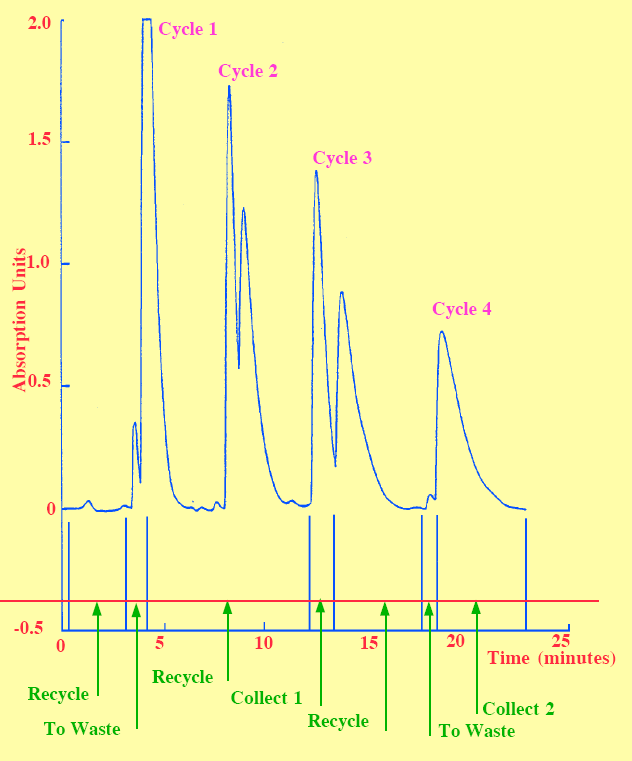 2.0
Cycle 1
Cycle 2
1.5
Cycle 3
1.0
Absorption Units
Cycle 4
0.5
0
-0.5
0
5
10
15
20
25
Time (minutes)
Recycle
Recycle
Collect 1
Recycle
Collect 2
To Waste
To Waste